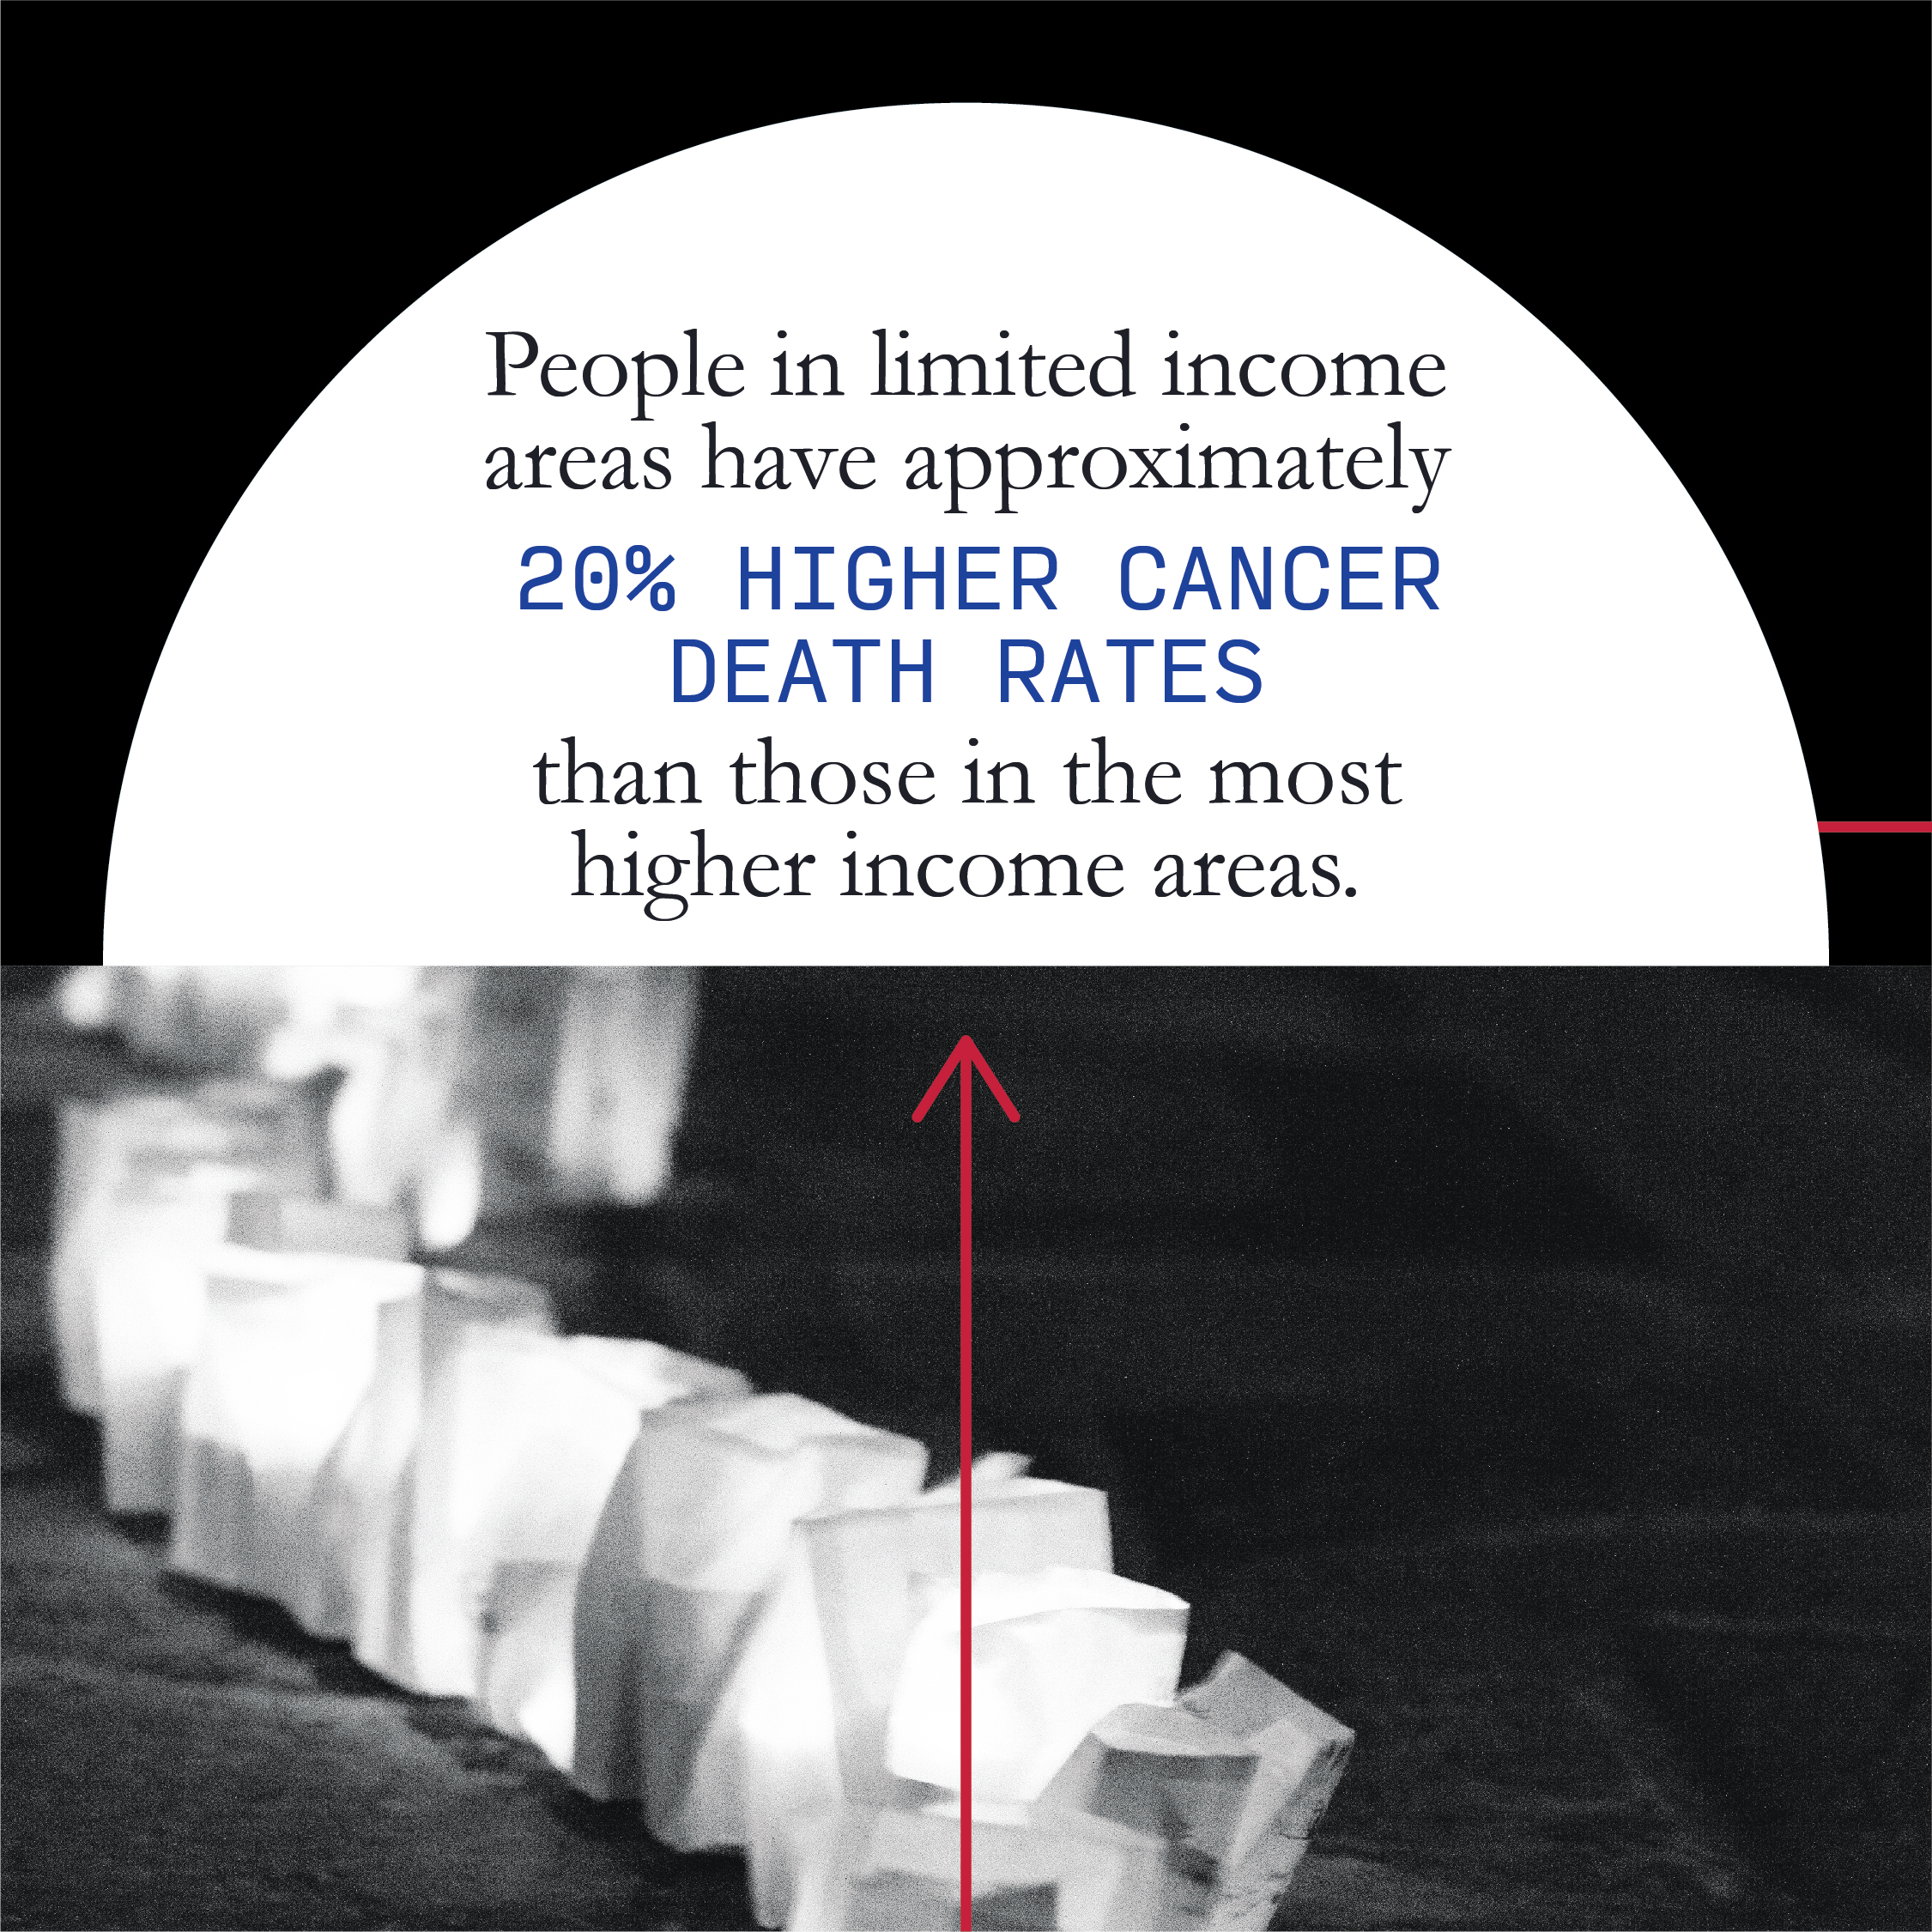 People in limited income
areas have approximately
20% HIGHER CANCER
DEATH RATES
than those in the most
higher income areas.